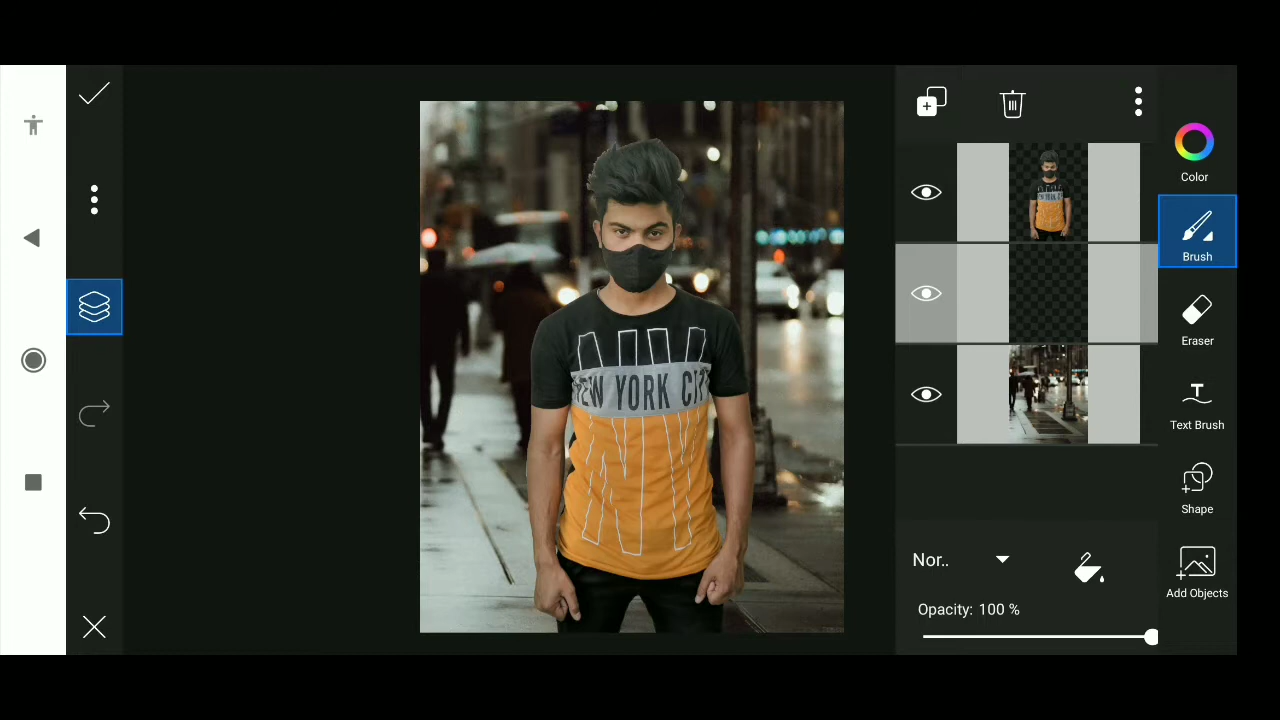 Color
Brush
Eraser
Text Brush
Shape
Add Objects
Nor..
Opacity: 100 %
NEW YORK CITY